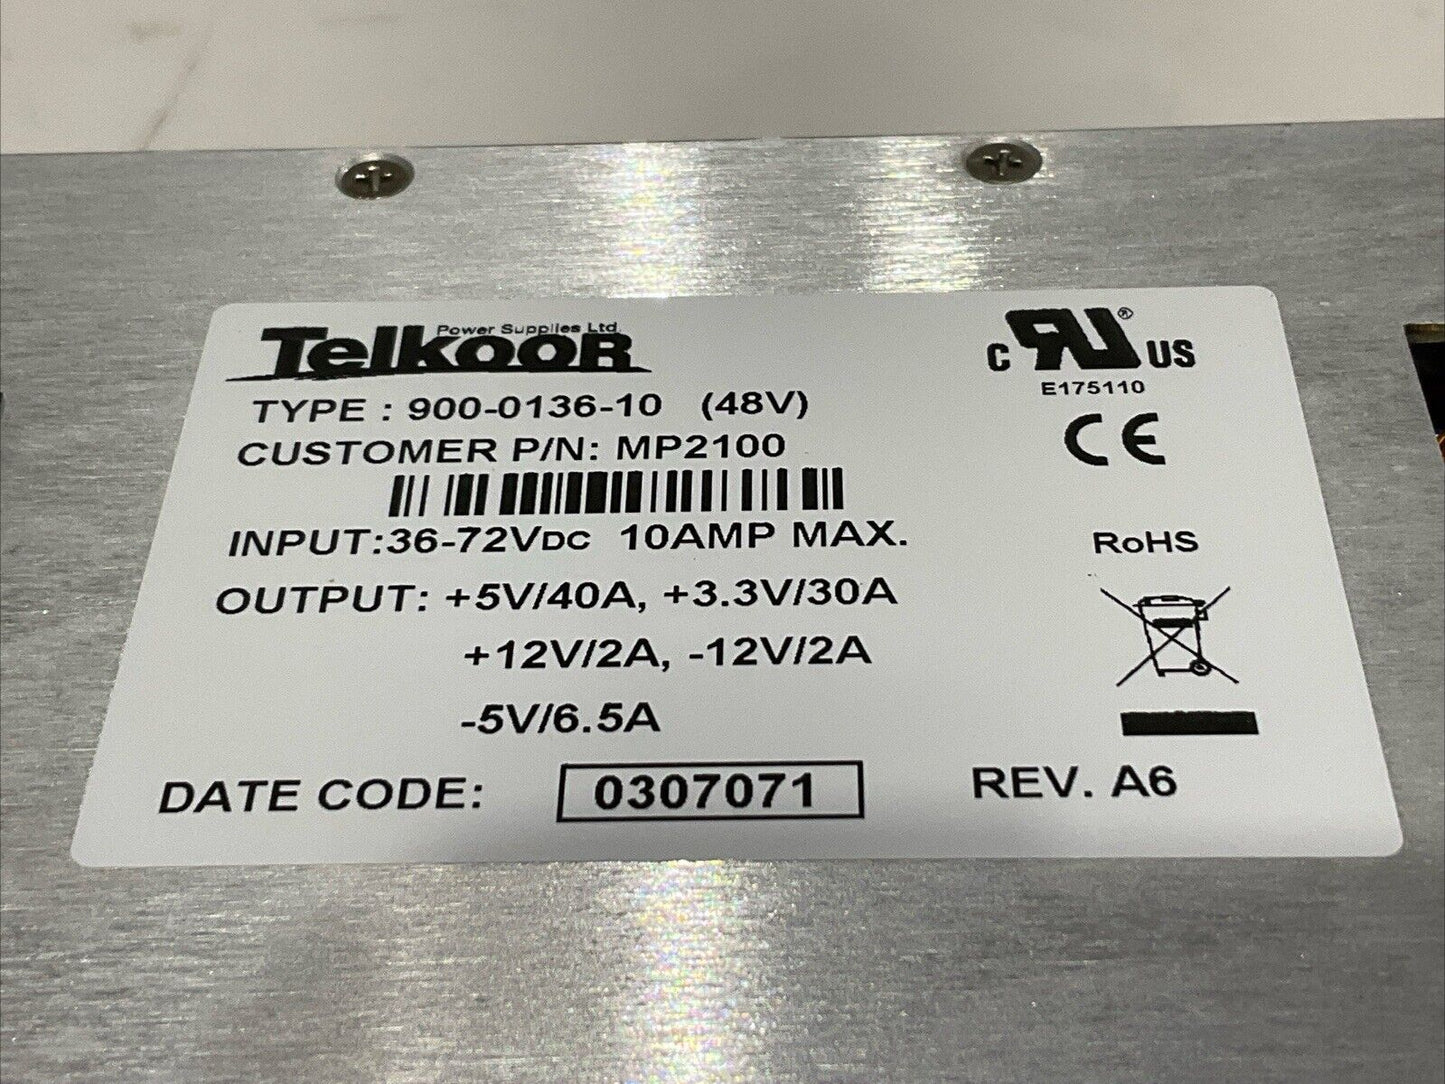 Telkoor Power Supplies Ltd.
C UR® US
E175110
TYPE : 900-0136-10 (48V)
CUSTOMER P/N: MP2100
CE
INPUT:36-72VDC 10AMP MAX.
RoHS
OUTPUT: +5V/40A, +3.3V/30A
+12V/2A, -12V/2A
-5V/6.5A
DATE CODE: 0307071 REV. A6